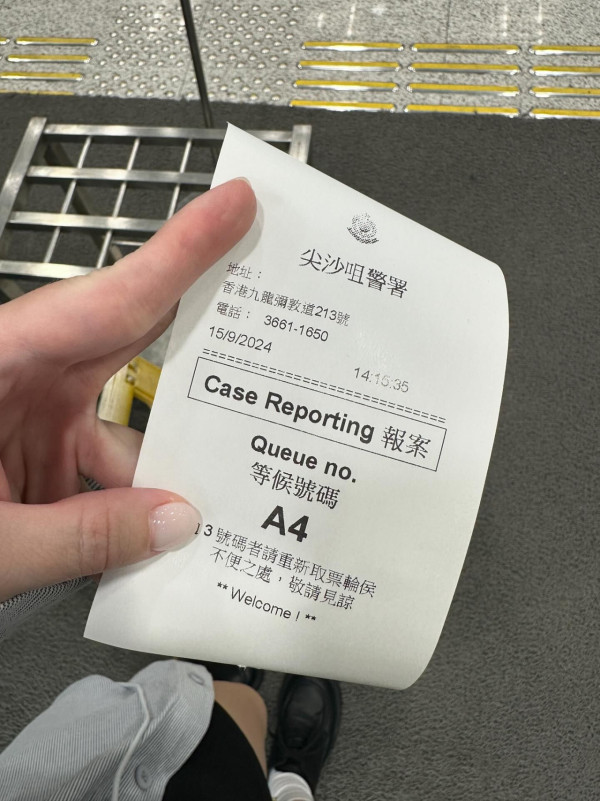 尖沙咀警署
地址：
香港九龍彌敦道213號
電話： 3661-1650
15/9/2024 14:15:35
Case Reporting 報案
Queue no.
等候號碼
A4
3 號碼者請重新取票輪侯
不便之處，敬請見諒
** Welcome ! **